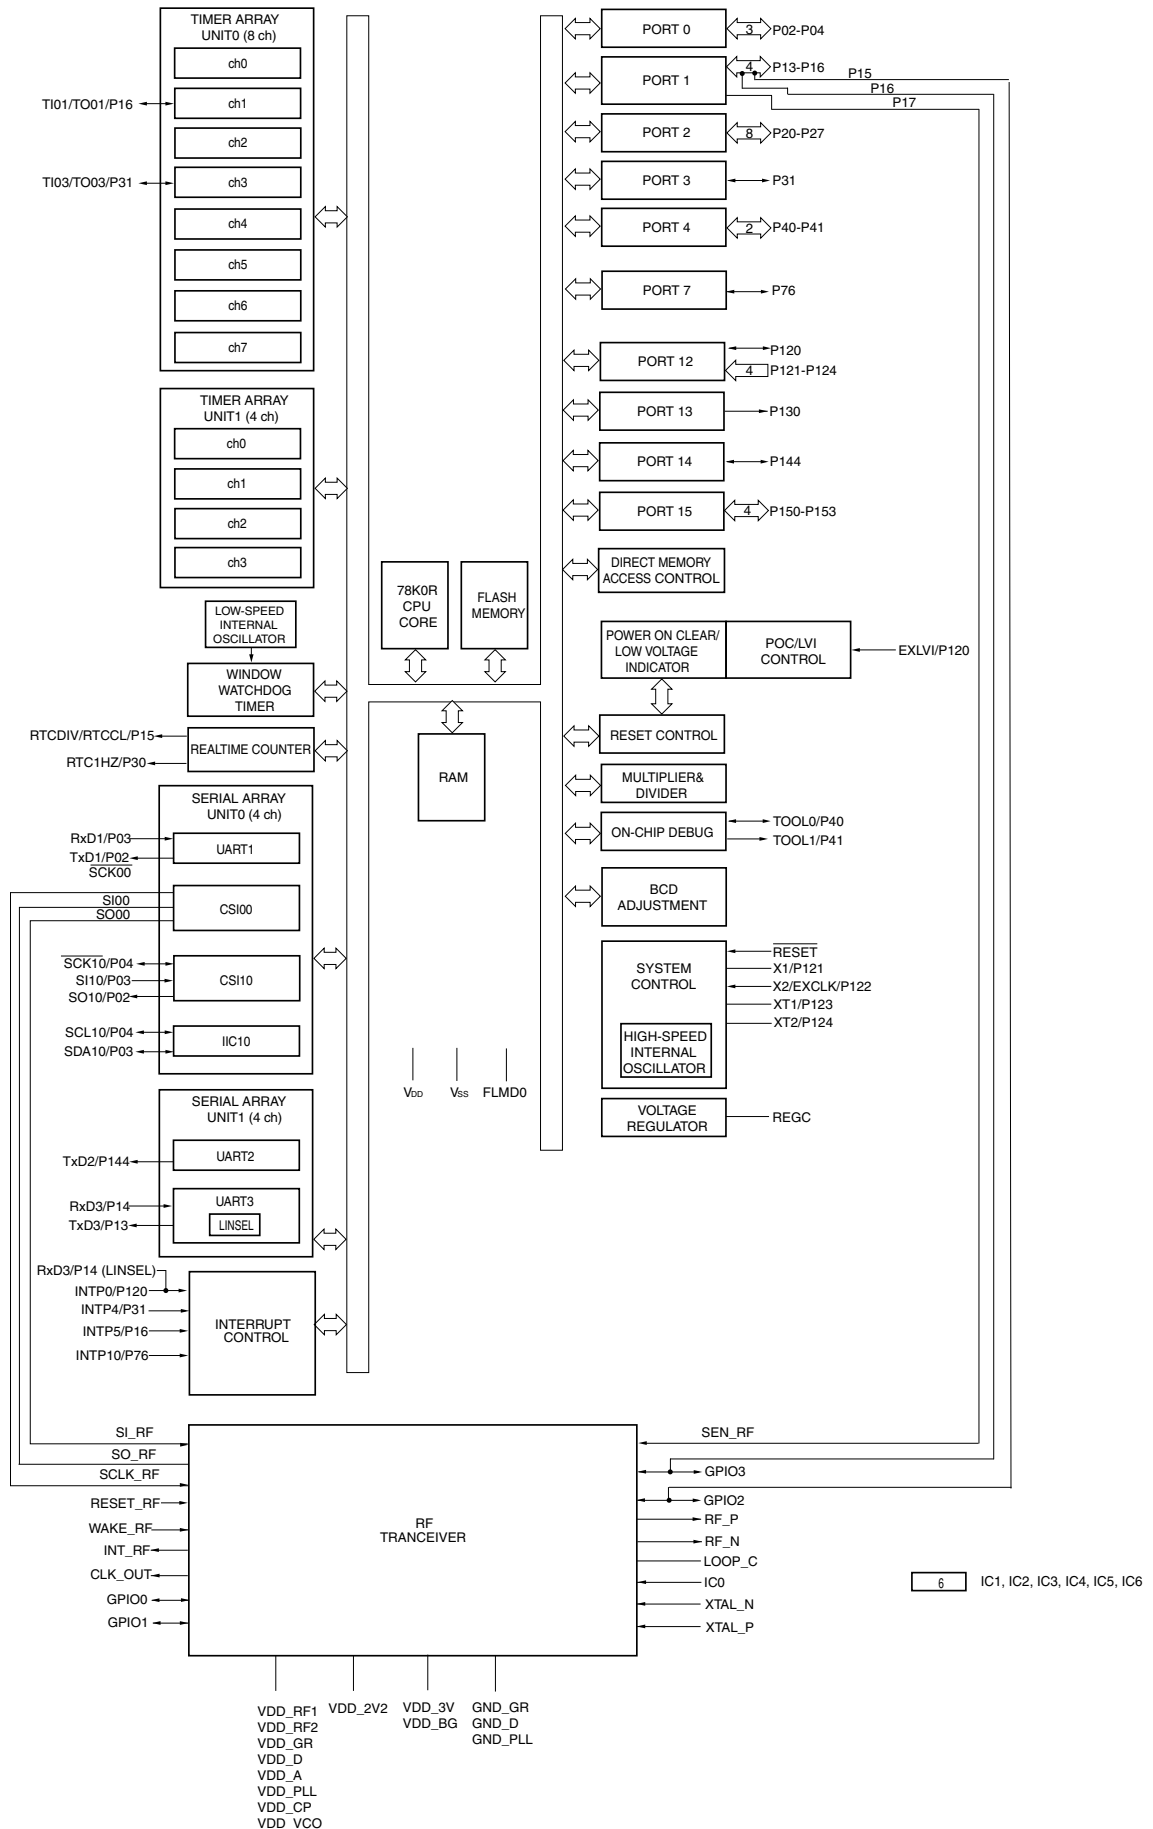 TIMER ARRAY
UNIT0 (8 ch)
ch0
TI01/TO01/P16
ch1
ch2
TI03/TO03/P31
ch3
ch4
ch5
ch6
ch7
TIMER ARRAY
UNIT1 (4 ch)
ch0
ch1
ch2
ch3
LOW-SPEED
INTERNAL
OSCILLATOR
WINDOW
WATCHDOG
TIMER
RTCDIV/RTCCL/P15
RTC1HZ/P30
REALTIME COUNTER
SERIAL ARRAY
UNIT0 (4 ch)
RxD1/P03
TxD1/P02
UART1
SCK00
SI00
SO00
CSI00
SCK10/P04
SI10/P03
SO10/P02
CSI10
SCL10/P04
SDA10/P03
IIC10
SERIAL ARRAY
UNIT1 (4 ch)
TxD2/P144
UART2
RxD3/P14
TxD3/P13
UART3
LINSEL
RxD3/P14 (LINSEL)
INTP0/P120
INTP4/P31
INTP5/P16
INTP10/P76
INTERRUPT
CONTROL
78K0R
CPU
CORE
FLASH
MEMORY
RAM
VDD
VSS
FLMD0
PORT 0
3
P02-P04
PORT 1
4
P13-P16
P15
P16
P17
PORT 2
8
P20-P27
PORT 3
P31
PORT 4
2
P40-P41
PORT 7
P76
PORT 12
P120
4
P121-P124
PORT 13
P130
PORT 14
P144
PORT 15
4
P150-P153
DIRECT MEMORY
ACCESS CONTROL
POWER ON CLEAR/
LOW VOLTAGE
INDICATOR
POC/LVI
CONTROL
EXLVI/P120
RESET CONTROL
MULTIPLIER&
DIVIDER
ON-CHIP DEBUG
TOOL0/P40
TOOL1/P41
BCD
ADJUSTMENT
SYSTEM
CONTROL
HIGH-SPEED
INTERNAL
OSCILLATOR
RESET
X1/P121
X2/EXCLK/P122
XT1/P123
XT2/P124
VOLTAGE
REGULATOR
REGC
SI_RF
SO_RF
SCLK_RF
RESET_RF
WAKE_RF
INT_RF
CLK_OUT
GPIO0
GPIO1
RF
TRANCEIVER
SEN_RF
GPIO3
GPIO2
RF_P
RF_N
LOOP_C
IC0
XTAL_N
XTAL_P
6
IC1, IC2, IC3, IC4, IC5, IC6
VDD_RF1
VDD_RF2
VDD_GR
VDD_D
VDD_A
VDD_PLL
VDD_CP
VDD_VCO
VDD_2V2
VDD_3V
VDD_BG
GND_GR
GND_D
GND_PLL